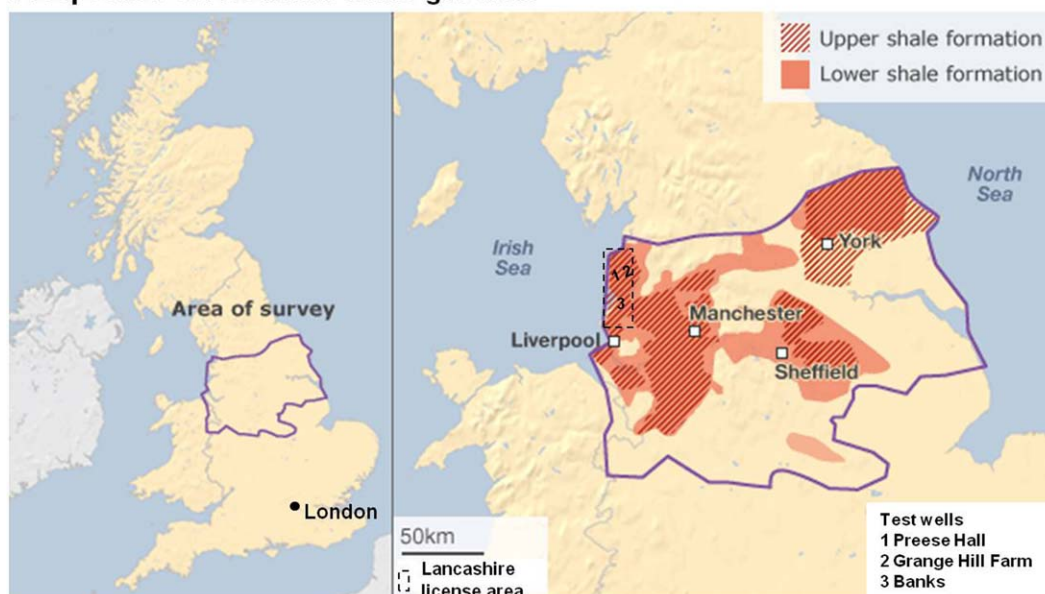 Area of survey
London
Upper shale formation
Lower shale formation
North
Sea
Irish
Sea
York
1 2
3
Manchester
Liverpool
Sheffield
50km
Lancashire
license area
Test wells
1 Preese Hall
2 Grange Hill Farm
3 Banks